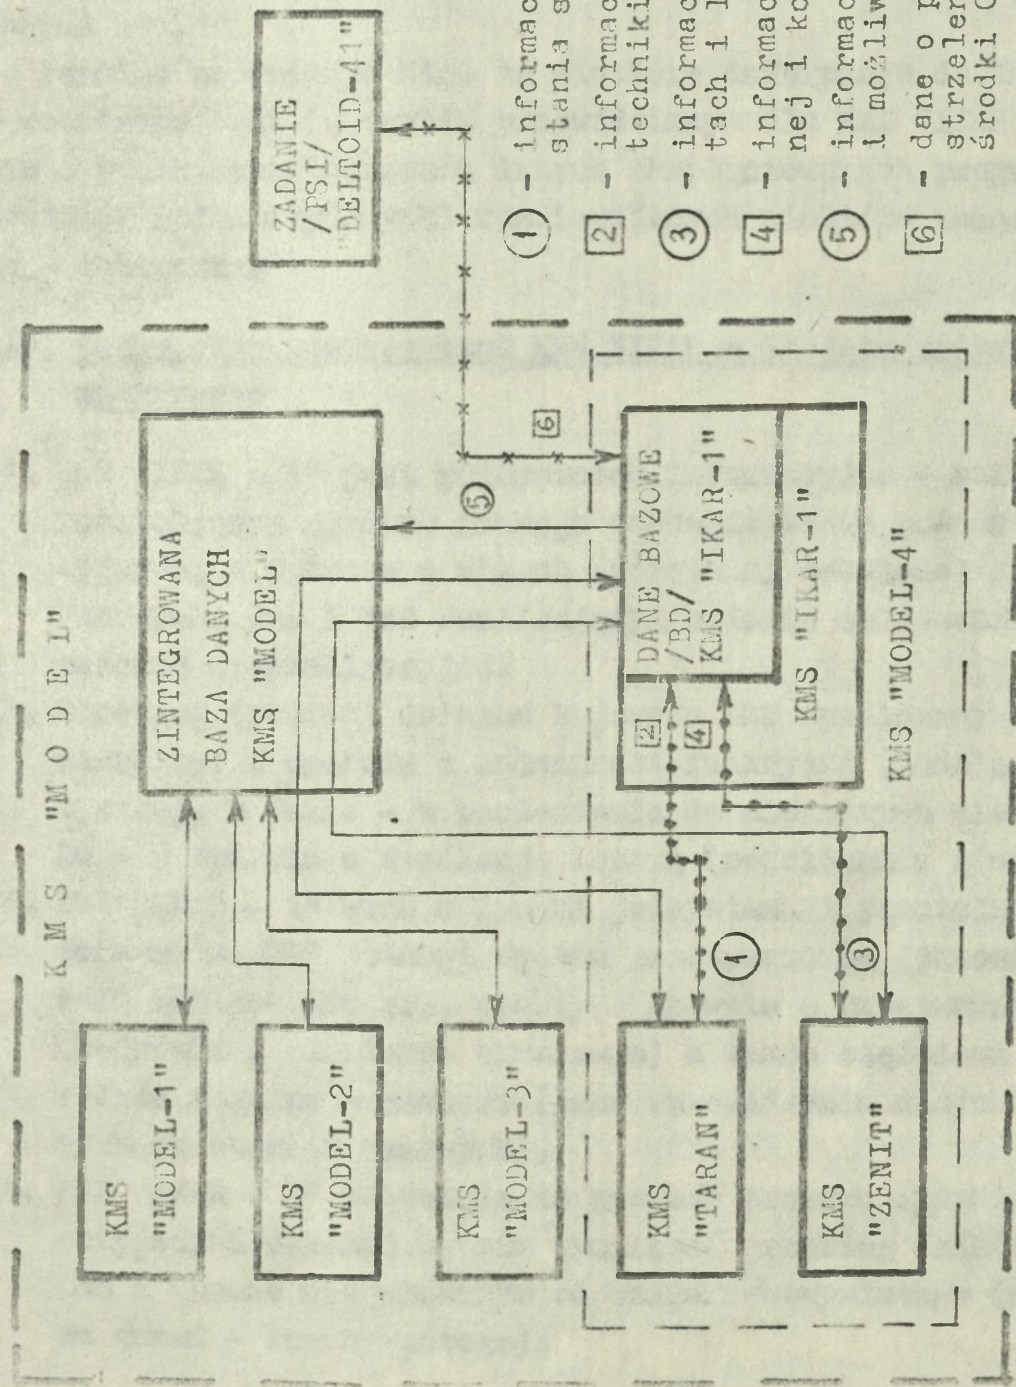 KMS "MODEL"
KMS
"MODEL-1"
KMS
"MODEL-2"
KMS
"MODEL-3"
KMS
"TARAN"
KMS
"ZENIT"
ZINTEGROWANA
BAZA DANYCH
KMS "MODEL"
DANE BAZOWE
/BD/
KMS "IKAR-1"
KMS "IKAR-1"
KMS "MODEL-4"
1
2
3
4
5
6
ZADANIE
/PSI/
"DELTOID-41"
1 - informac
stania s
2 - informac
techniki
3 - informac
tach i l
4 - informac
nej i ko
5 - informac
i możliw
6 - dane o p
strzeler
środki O